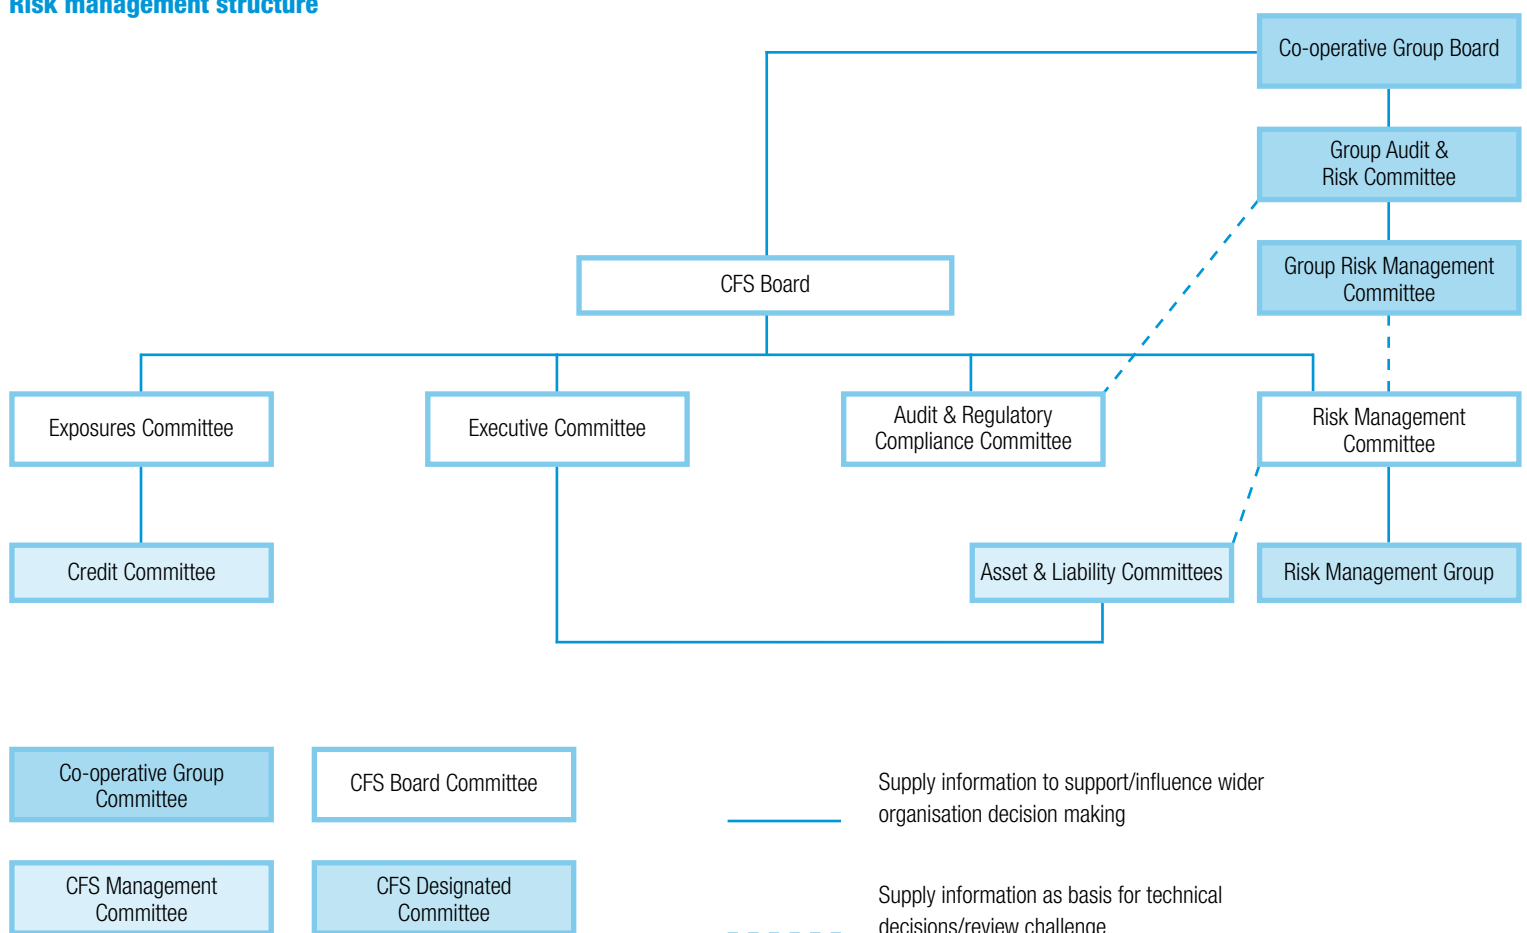 Risk management structure
Co-operative Group Board
Group Audit &
Risk Committee
Group Risk Management
Committee
CFS Board
Exposures Committee
Executive Committee
Audit & Regulatory
Compliance Committee
Risk Management
Committee
Credit Committee
Asset & Liability Committees
Risk Management Group
Co-operative Group
Committee
CFS Board Committee
Supply information to support/influence wider
organisation decision making
CFS Management
Committee
CFS Designated
Committee
Supply information as basis for technical
decisions/review challenge